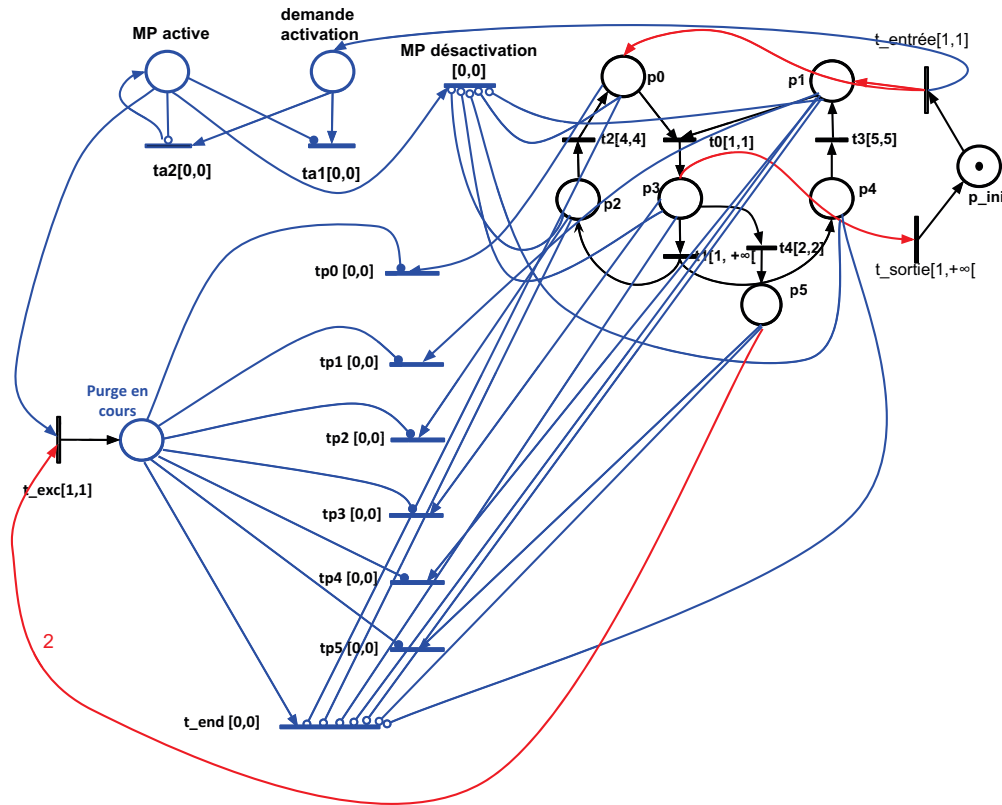 MP active
demande
activation
MP désactivation
[0,0]
t_entrée[1,1]
p0
p1
t2[4,4]
t0[1,1]
t3[5,5]
ta2[0,0]
ta1[0,0]
p2
p3
p4
p_ini
t4[2,2]
t1[1, +∞[
t_sortie[1,+∞[
tp0 [0,0]
p5
tp1 [0,0]
Purge en
cours
tp2 [0,0]
t_exc[1,1]
tp3 [0,0]
tp4 [0,0]
2
tp5 [0,0]
t_end [0,0]